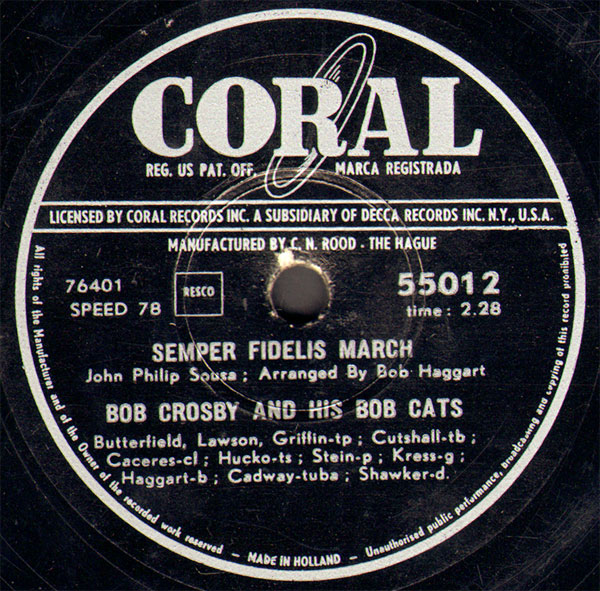 CORAL
REG. US PAT. OFF. MARCA REGISTRADA
LICENSED BY CORAL RECORDS INC. A SUBSIDIARY OF DECCA RECORDS INC. N.Y., U.S.A.
MANUFACTURED BY C. N. ROOD - THE HAGUE
76401 RESCO 55012
SPEED 78 time: 2.28
SEMPER FIDELIS MARCH
John Philip Sousa ; Arranged By Bob Haggart
BOB CROSBY AND HIS BOB CATS
Butterfield, Lawson, Griffin-tp ; Cutshall-tb ;
Caceres-cl ; Hucko-ts ; Stein-p ; Kress-g ;
Haggart-b ; Cadway-tuba ; Shawker-d.
All rights of the Manufacturer and of the Owner of the recorded work reserved — MADE IN HOLLAND — Unauthorised public performance, broadcasting and copying of this record prohibited